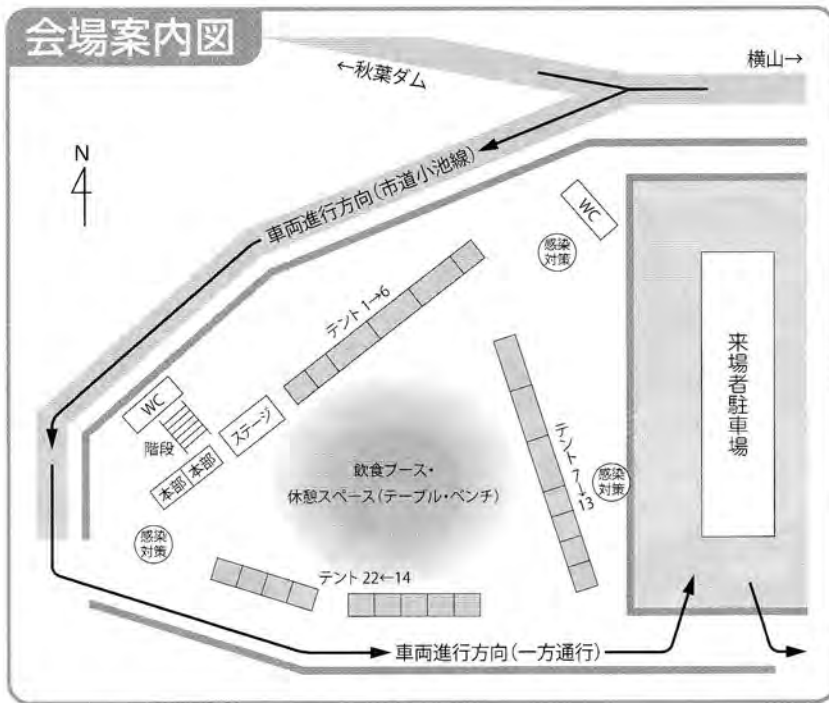 会場案内図
←秋葉ダム
横山→
N
車両進行方向(市道小池線)
WC
感染
対策
テント 1→6
来場者駐車場
WC
階段
ステージ
本部
本部
飲食ブース・
休憩スペース(テーブル・ベンチ)
テント 7→13
感染
対策
感染
対策
テント 22←14
車両進行方向(一方通行)